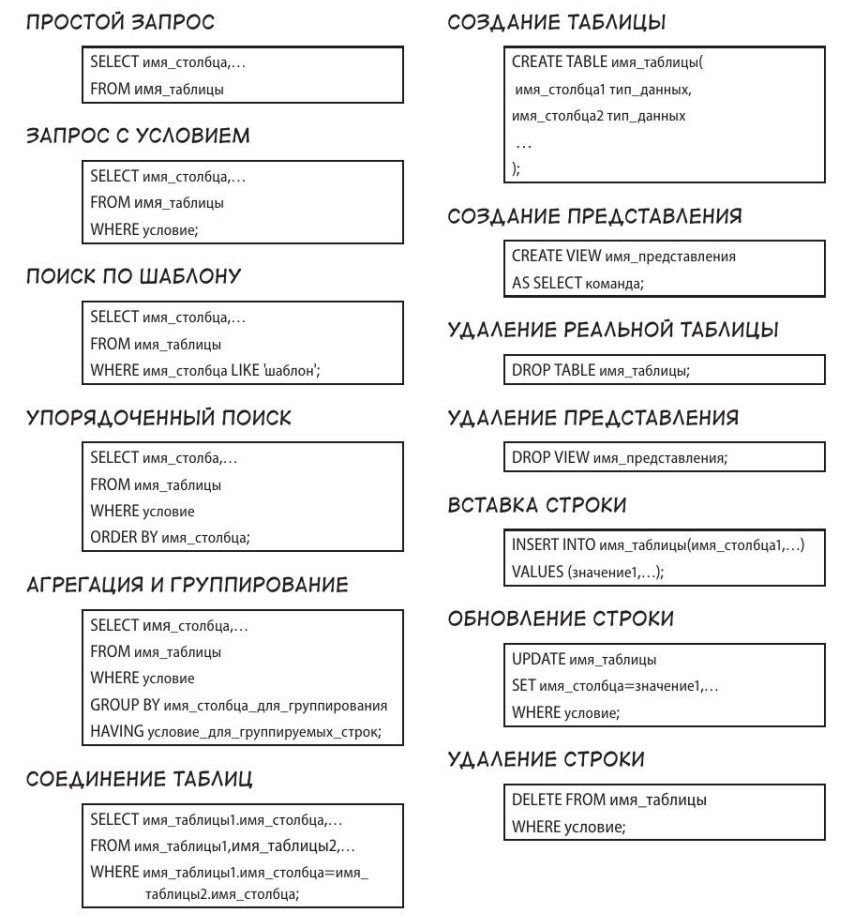 ПРОСТОЙ ЗАПРОС
SELECT имя_столбца,…
FROM имя_таблицы
ЗАПРОС С УСЛОВИЕМ
SELECT имя_столбца,…
FROM имя_таблицы
WHERE условие;
ПОИСК ПО ШАБЛОНУ
SELECT имя_столбца,…
FROM имя_таблицы
WHERE имя_столбца LIKE 'шаблон';
УПОРЯДОЧЕННЫЙ ПОИСК
SELECT имя_столба,…
FROM имя_таблицы
WHERE условие
ORDER BY имя_столбца;
АГРЕГАЦИЯ И ГРУППИРОВАНИЕ
SELECT имя_столбца,…
FROM имя_таблицы
WHERE условие
GROUP BY имя_столбца_для_группирования
HAVING условие_для_группируемых_строк;
СОЕДИНЕНИЕ ТАБЛИЦ
SELECT имя_таблицы1.имя_столбца,…
FROM имя_таблицы1,имя_таблицы2,…
WHERE имя_таблицы1.имя_столбца=имя_
таблицы2.имя_столбца;
СОЗДАНИЕ ТАБЛИЦЫ
CREATE TABLE имя_таблицы(
имя_столбца1 тип_данных,
имя_столбца2 тип_данных
…
);
СОЗДАНИЕ ПРЕДСТАВЛЕНИЯ
CREATE VIEW имя_представления
AS SELECT команда;
УДАЛЕНИЕ РЕАЛЬНОЙ ТАБЛИЦЫ
DROP TABLE имя_таблицы;
УДАЛЕНИЕ ПРЕДСТАВЛЕНИЯ
DROP VIEW имя_представления;
ВСТАВКА СТРОКИ
INSERT INTO имя_таблицы(имя_столбца1,…)
VALUES (значение1,…);
ОБНОВЛЕНИЕ СТРОКИ
UPDATE имя_таблицы
SET имя_столбца=значение1,…
WHERE условие;
УДАЛЕНИЕ СТРОКИ
DELETE FROM имя_таблицы
WHERE условие;